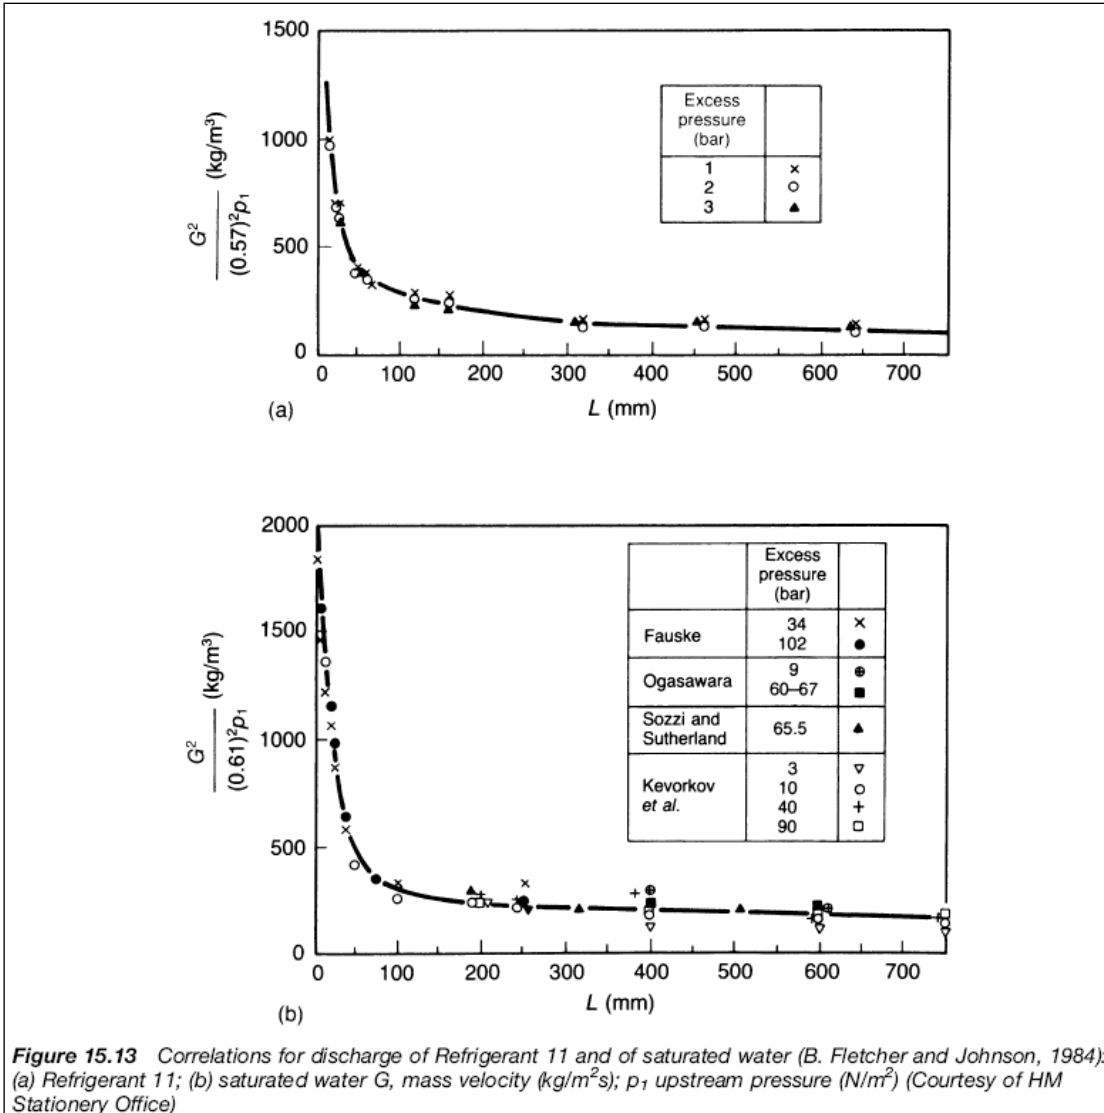 1500
1000
500
0
G²
(0.57)²p₁
(kg/m³)
Excess
pressure
(bar)
1 ×
2 ○
3 ▲
0 100 200 300 400 500 600 700
L (mm)
(a)
2000
1500
1000
500
0
G²
(0.61)²p₁
(kg/m³)
Excess
pressure
(bar)
Fauske
34 ×
102 ●
Ogasawara
9 ⊕
60–67 ■
Sozzi and
Sutherland
65.5 ▲
Kevorkov
et al.
3 ▽
10 ○
40 +
90 □
0 100 200 300 400 500 600 700
L (mm)
(b)
Figure 15.13 Correlations for discharge of Refrigerant 11 and of saturated water (B. Fletcher and Johnson, 1984):
(a) Refrigerant 11; (b) saturated water G, mass velocity (kg/m²s); p₁ upstream pressure (N/m²) (Courtesy of HM
Stationery Office)